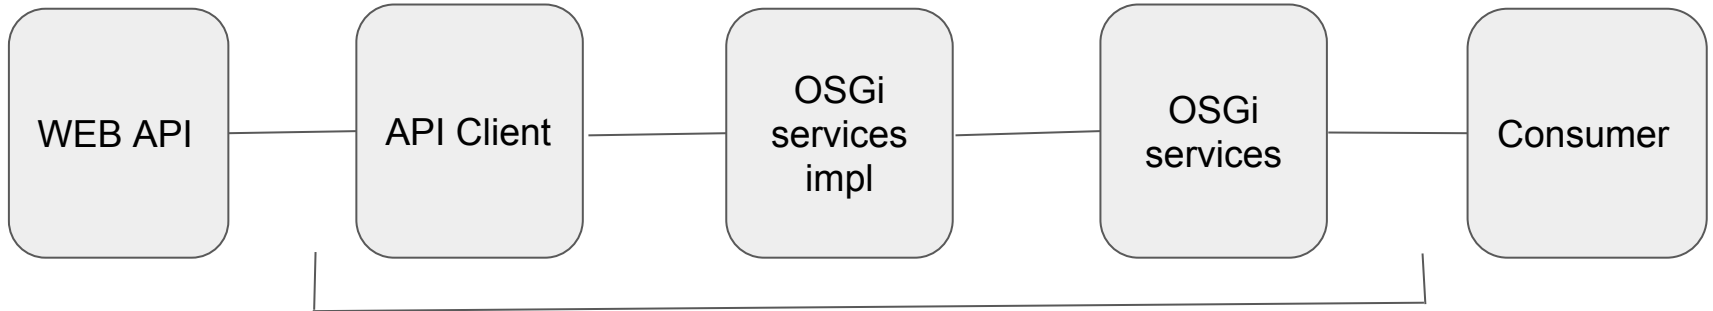 WEB API
API Client
OSGi
services
impl
OSGi
services
Consumer